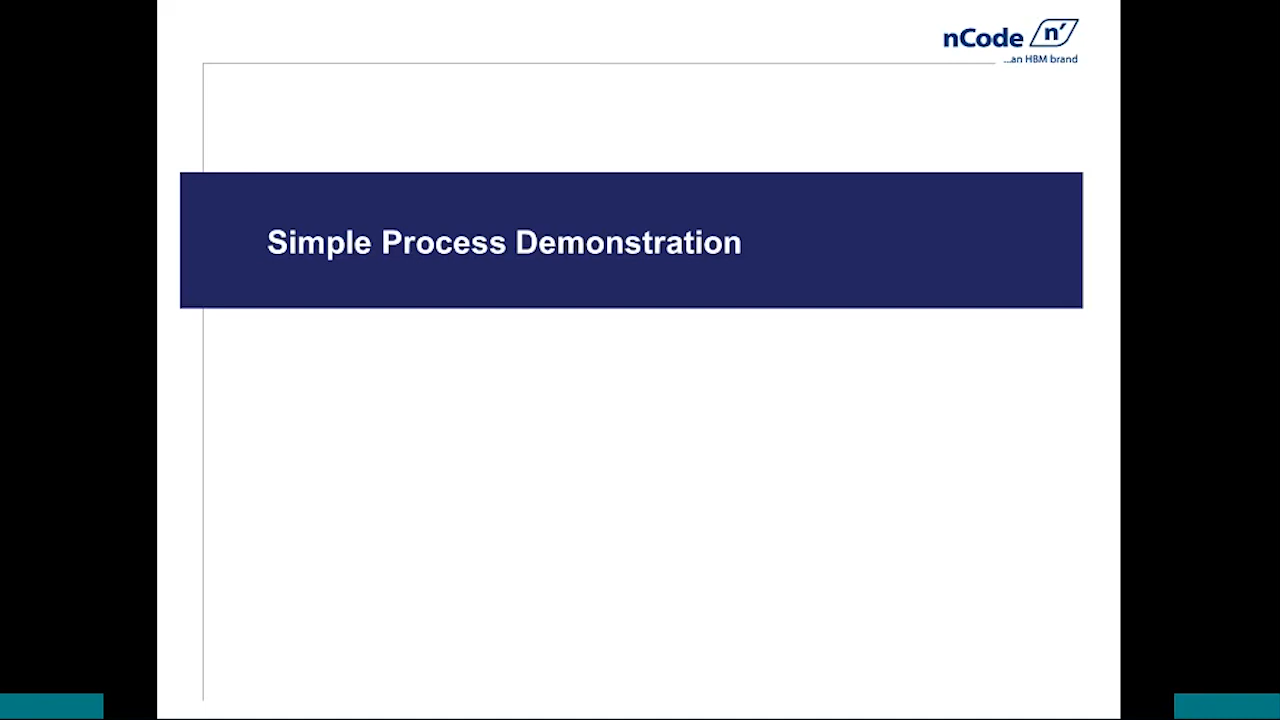 nCode n'
...an HBM brand
Simple Process Demonstration